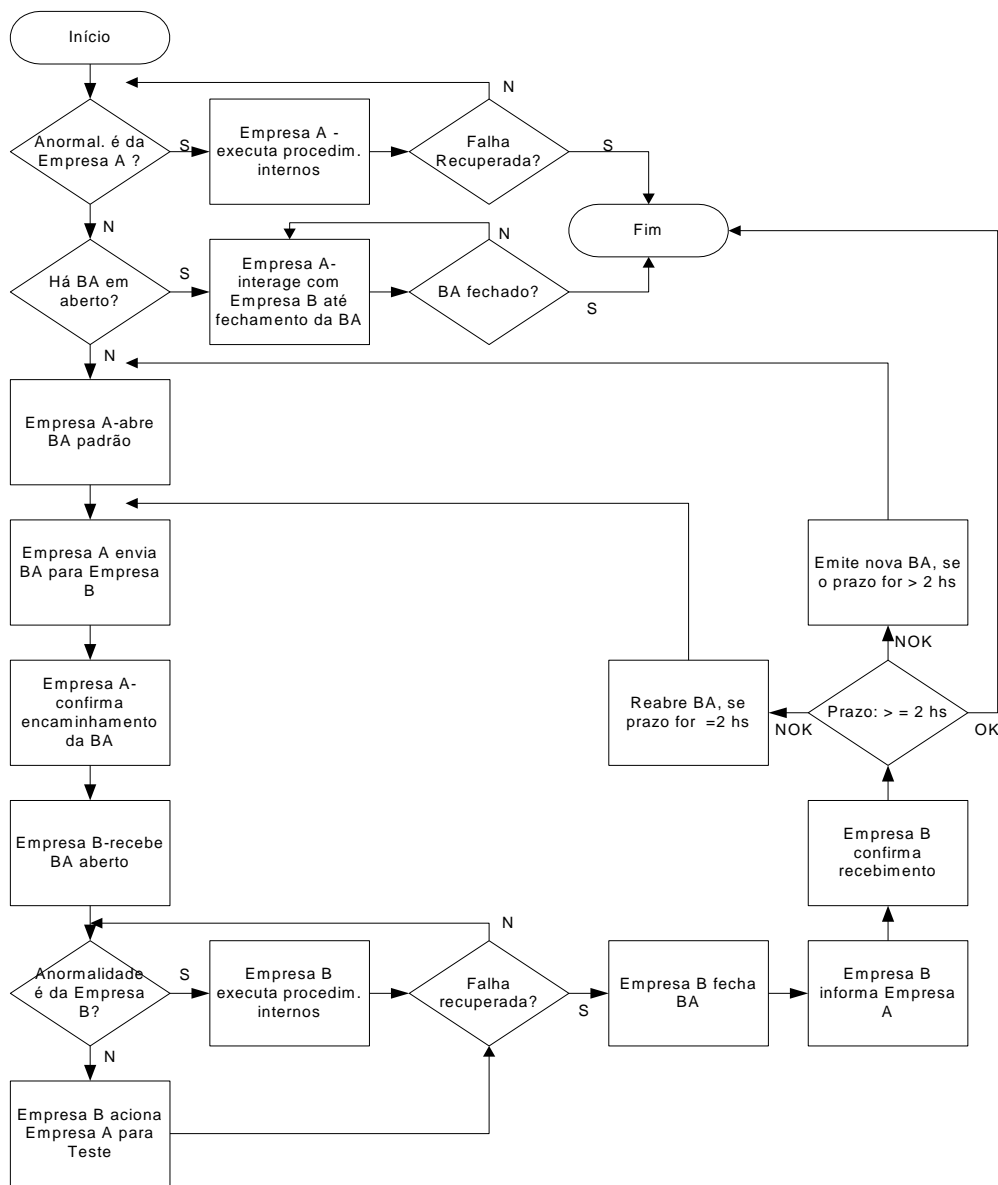 Início
N
Anormal. é da
Empresa A ?
S
Empresa A -
executa procedim.
internos
Falha
Recuperada?
S
N
N
Fim
Há BA em
aberto?
S
Empresa A-
interage com
Empresa B até
fechamento da BA
BA fechado?
S
N
Empresa A-abre
BA padrão
Empresa A envia
BA para Empresa
B
Emite nova BA, se
o prazo for > 2 hs
NOK
Empresa A-
confirma
encaminhamento
da BA
Reabre BA, se
prazo for =2 hs
NOK
Prazo: > = 2 hs
OK
Empresa B-recebe
BA aberto
Empresa B
confirma
recebimento
N
Anormalidade
é da Empresa
B?
S
Empresa B
executa procedim.
internos
Falha
recuperada?
S
Empresa B fecha
BA
Empresa B
informa Empresa
A
N
Empresa B aciona
Empresa A para
Teste